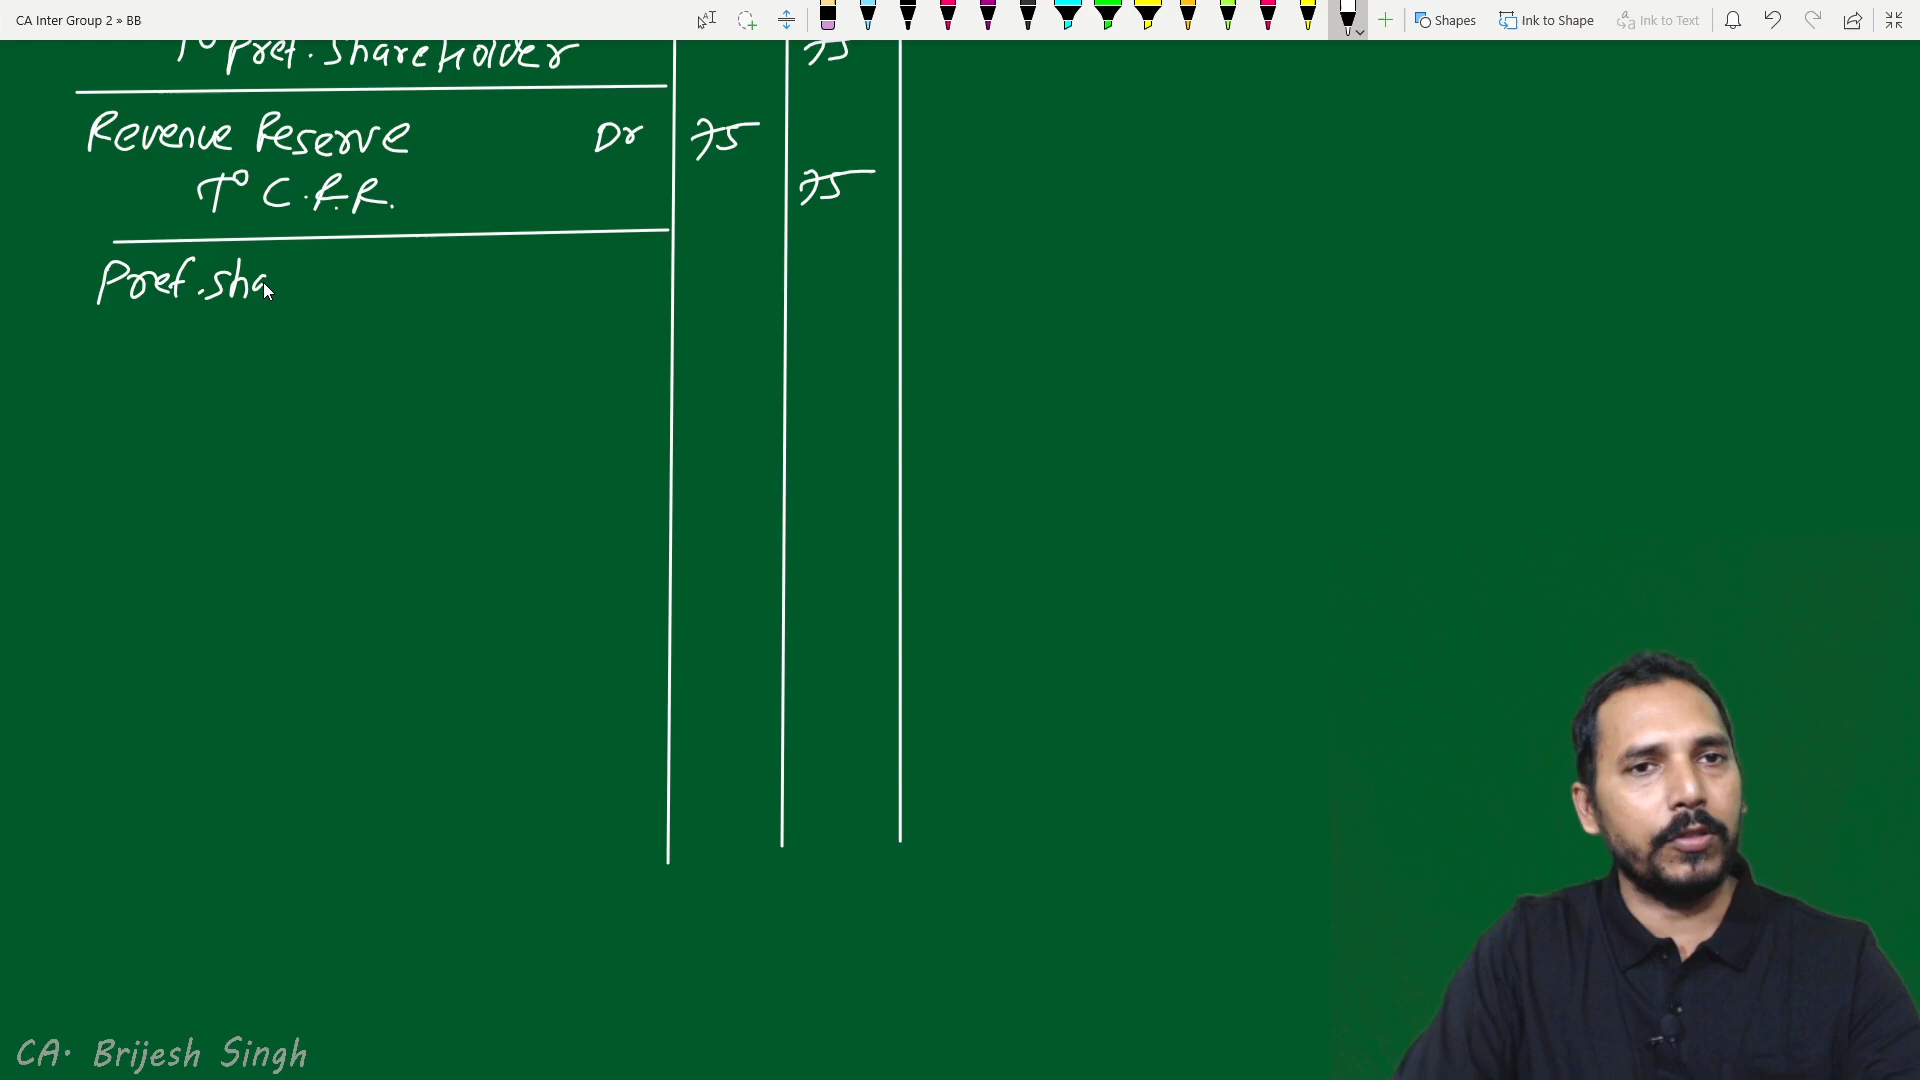 CA Inter Group 2 » BB
Shapes
Ink to Shape
Ink to Text
To Pref. Shareholder 75
Revenue Reserve Dr 75
To C.R.R. 75
Pref. sha
CA. Brijesh Singh